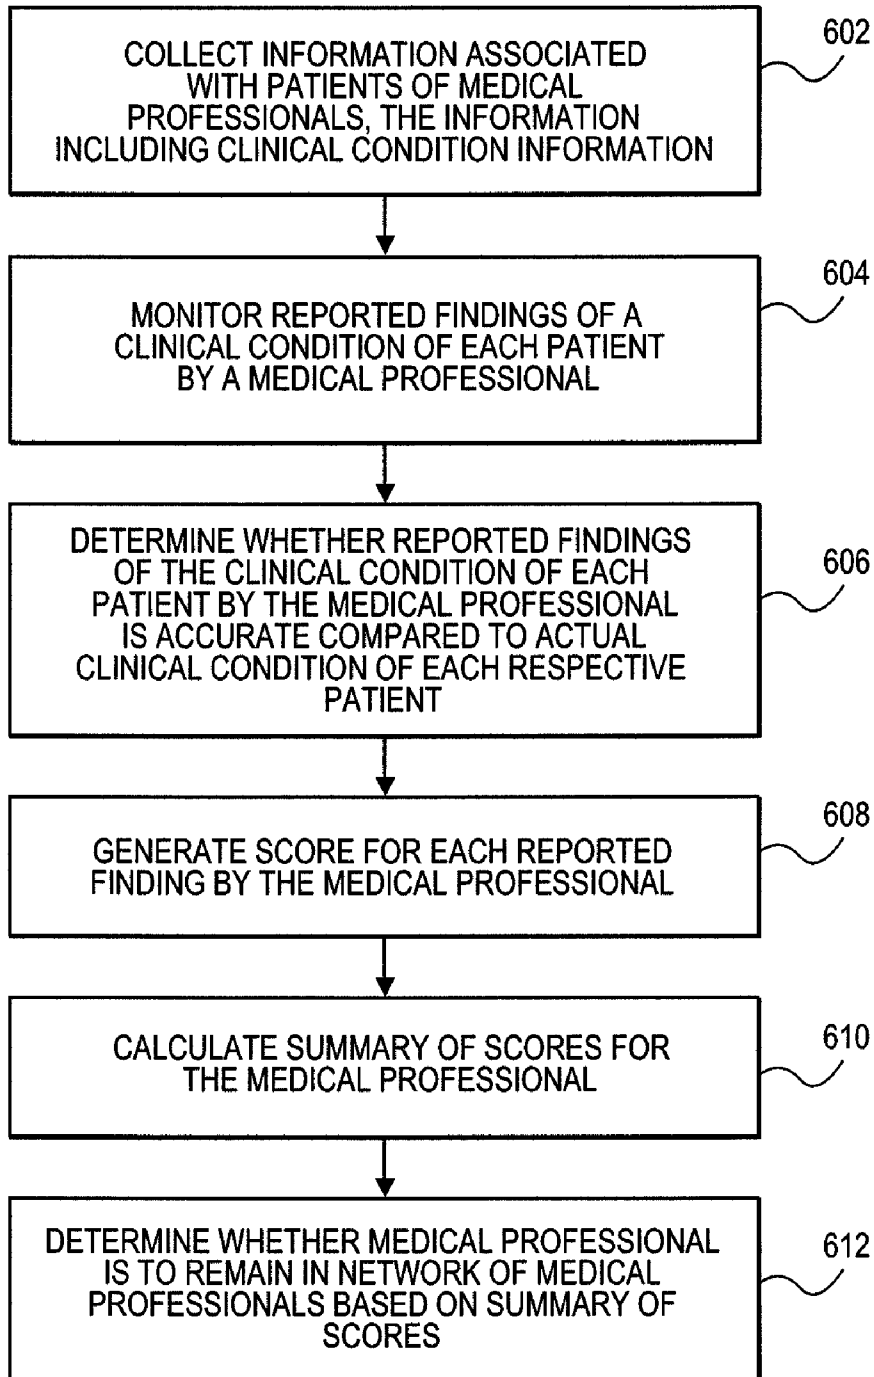 COLLECT INFORMATION ASSOCIATED
WITH PATIENTS OF MEDICAL
PROFESSIONALS, THE INFORMATION
INCLUDING CLINICAL CONDITION INFORMATION
602
MONITOR REPORTED FINDINGS OF A
CLINICAL CONDITION OF EACH PATIENT
BY A MEDICAL PROFESSIONAL
604
DETERMINE WHETHER REPORTED FINDINGS
OF THE CLINICAL CONDITION OF EACH
PATIENT BY THE MEDICAL PROFESSIONAL
IS ACCURATE COMPARED TO ACTUAL
CLINICAL CONDITION OF EACH RESPECTIVE
PATIENT
606
GENERATE SCORE FOR EACH REPORTED
FINDING BY THE MEDICAL PROFESSIONAL
608
CALCULATE SUMMARY OF SCORES FOR
THE MEDICAL PROFESSIONAL
610
DETERMINE WHETHER MEDICAL PROFESSIONAL
IS TO REMAIN IN NETWORK OF MEDICAL
PROFESSIONALS BASED ON SUMMARY OF
SCORES
612